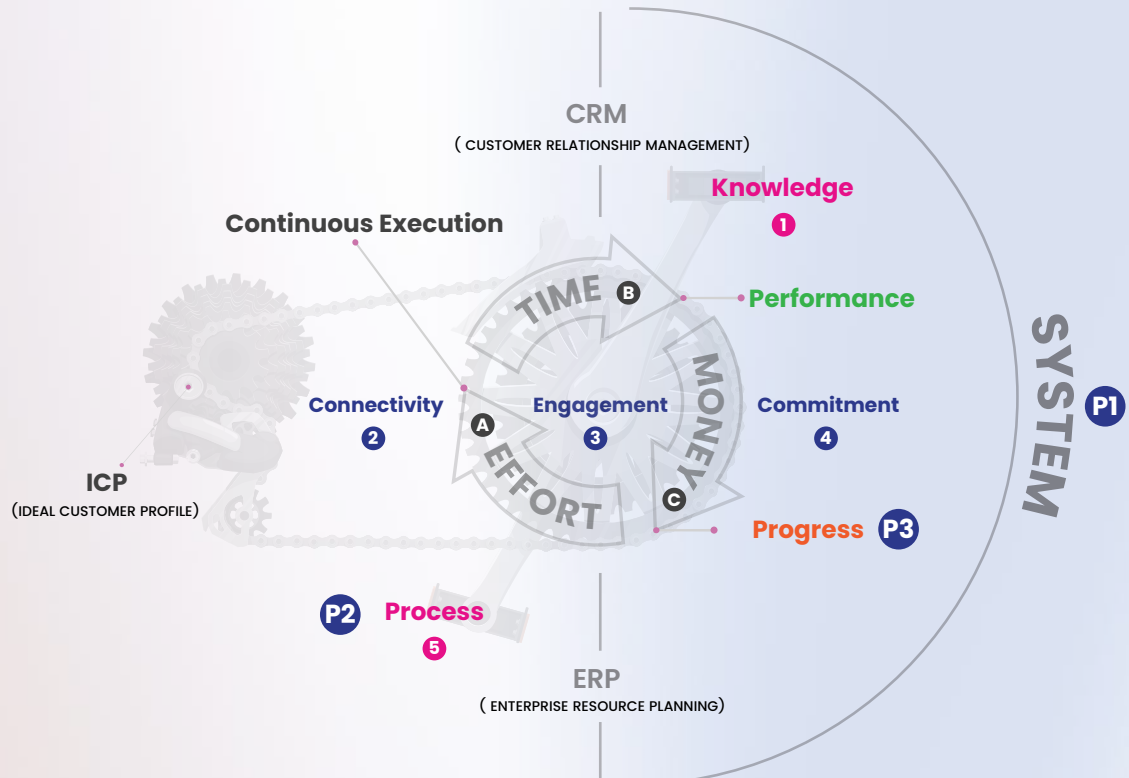 CRM
( CUSTOMER RELATIONSHIP MANAGEMENT)
Knowledge
1
Continuous Execution
TIME
B
Performance
SYSTEM
P1
MONEY
Connectivity
2
Engagement
3
Commitment
4
A
EFFORT
C
ICP
(IDEAL CUSTOMER PROFILE)
Progress
P3
P2
Process
5
ERP
( ENTERPRISE RESOURCE PLANNING)